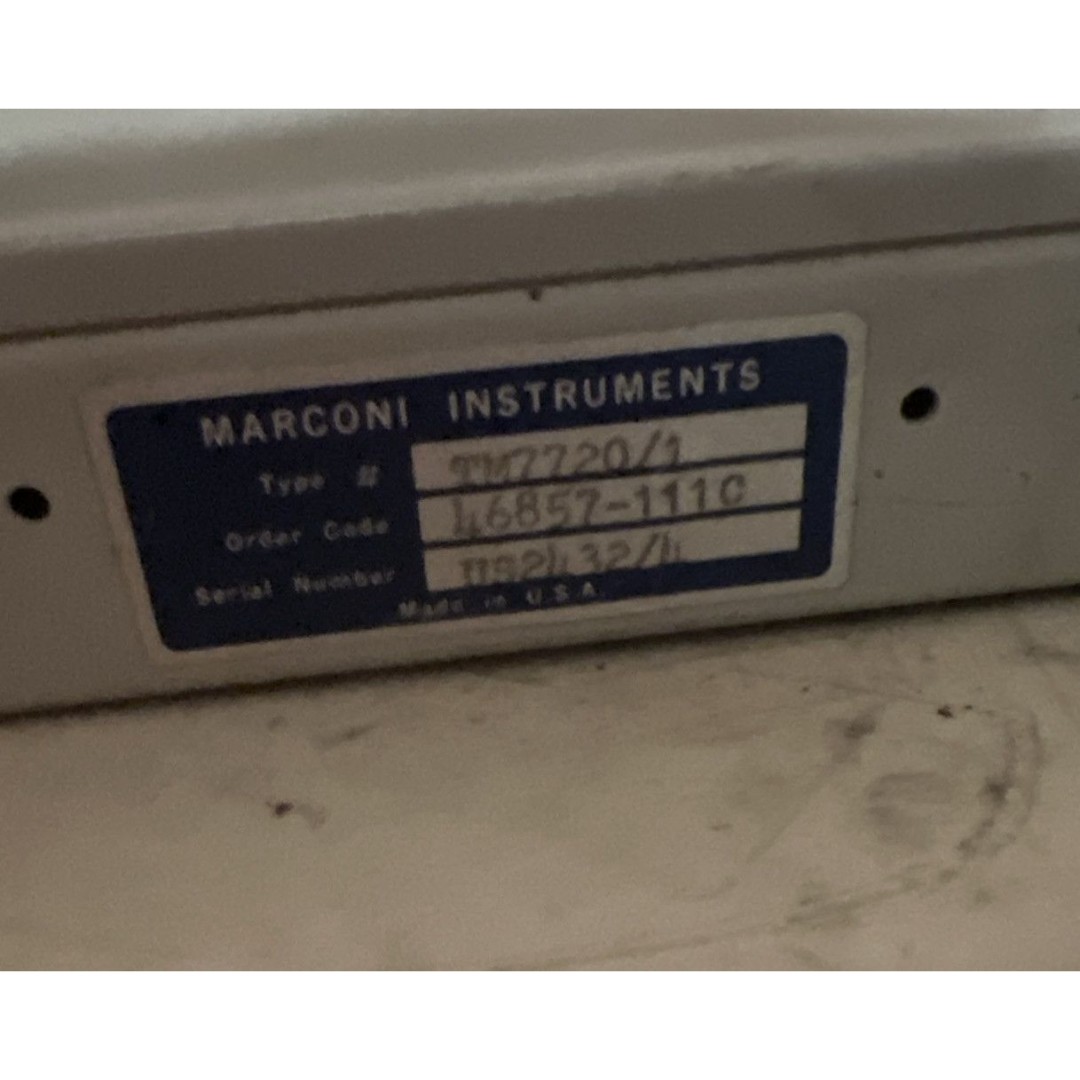 MARCONI INSTRUMENTS
Type # TM7720/1
Order Code 46857-111C
Serial Number US2432/4
Made in U.S.A.